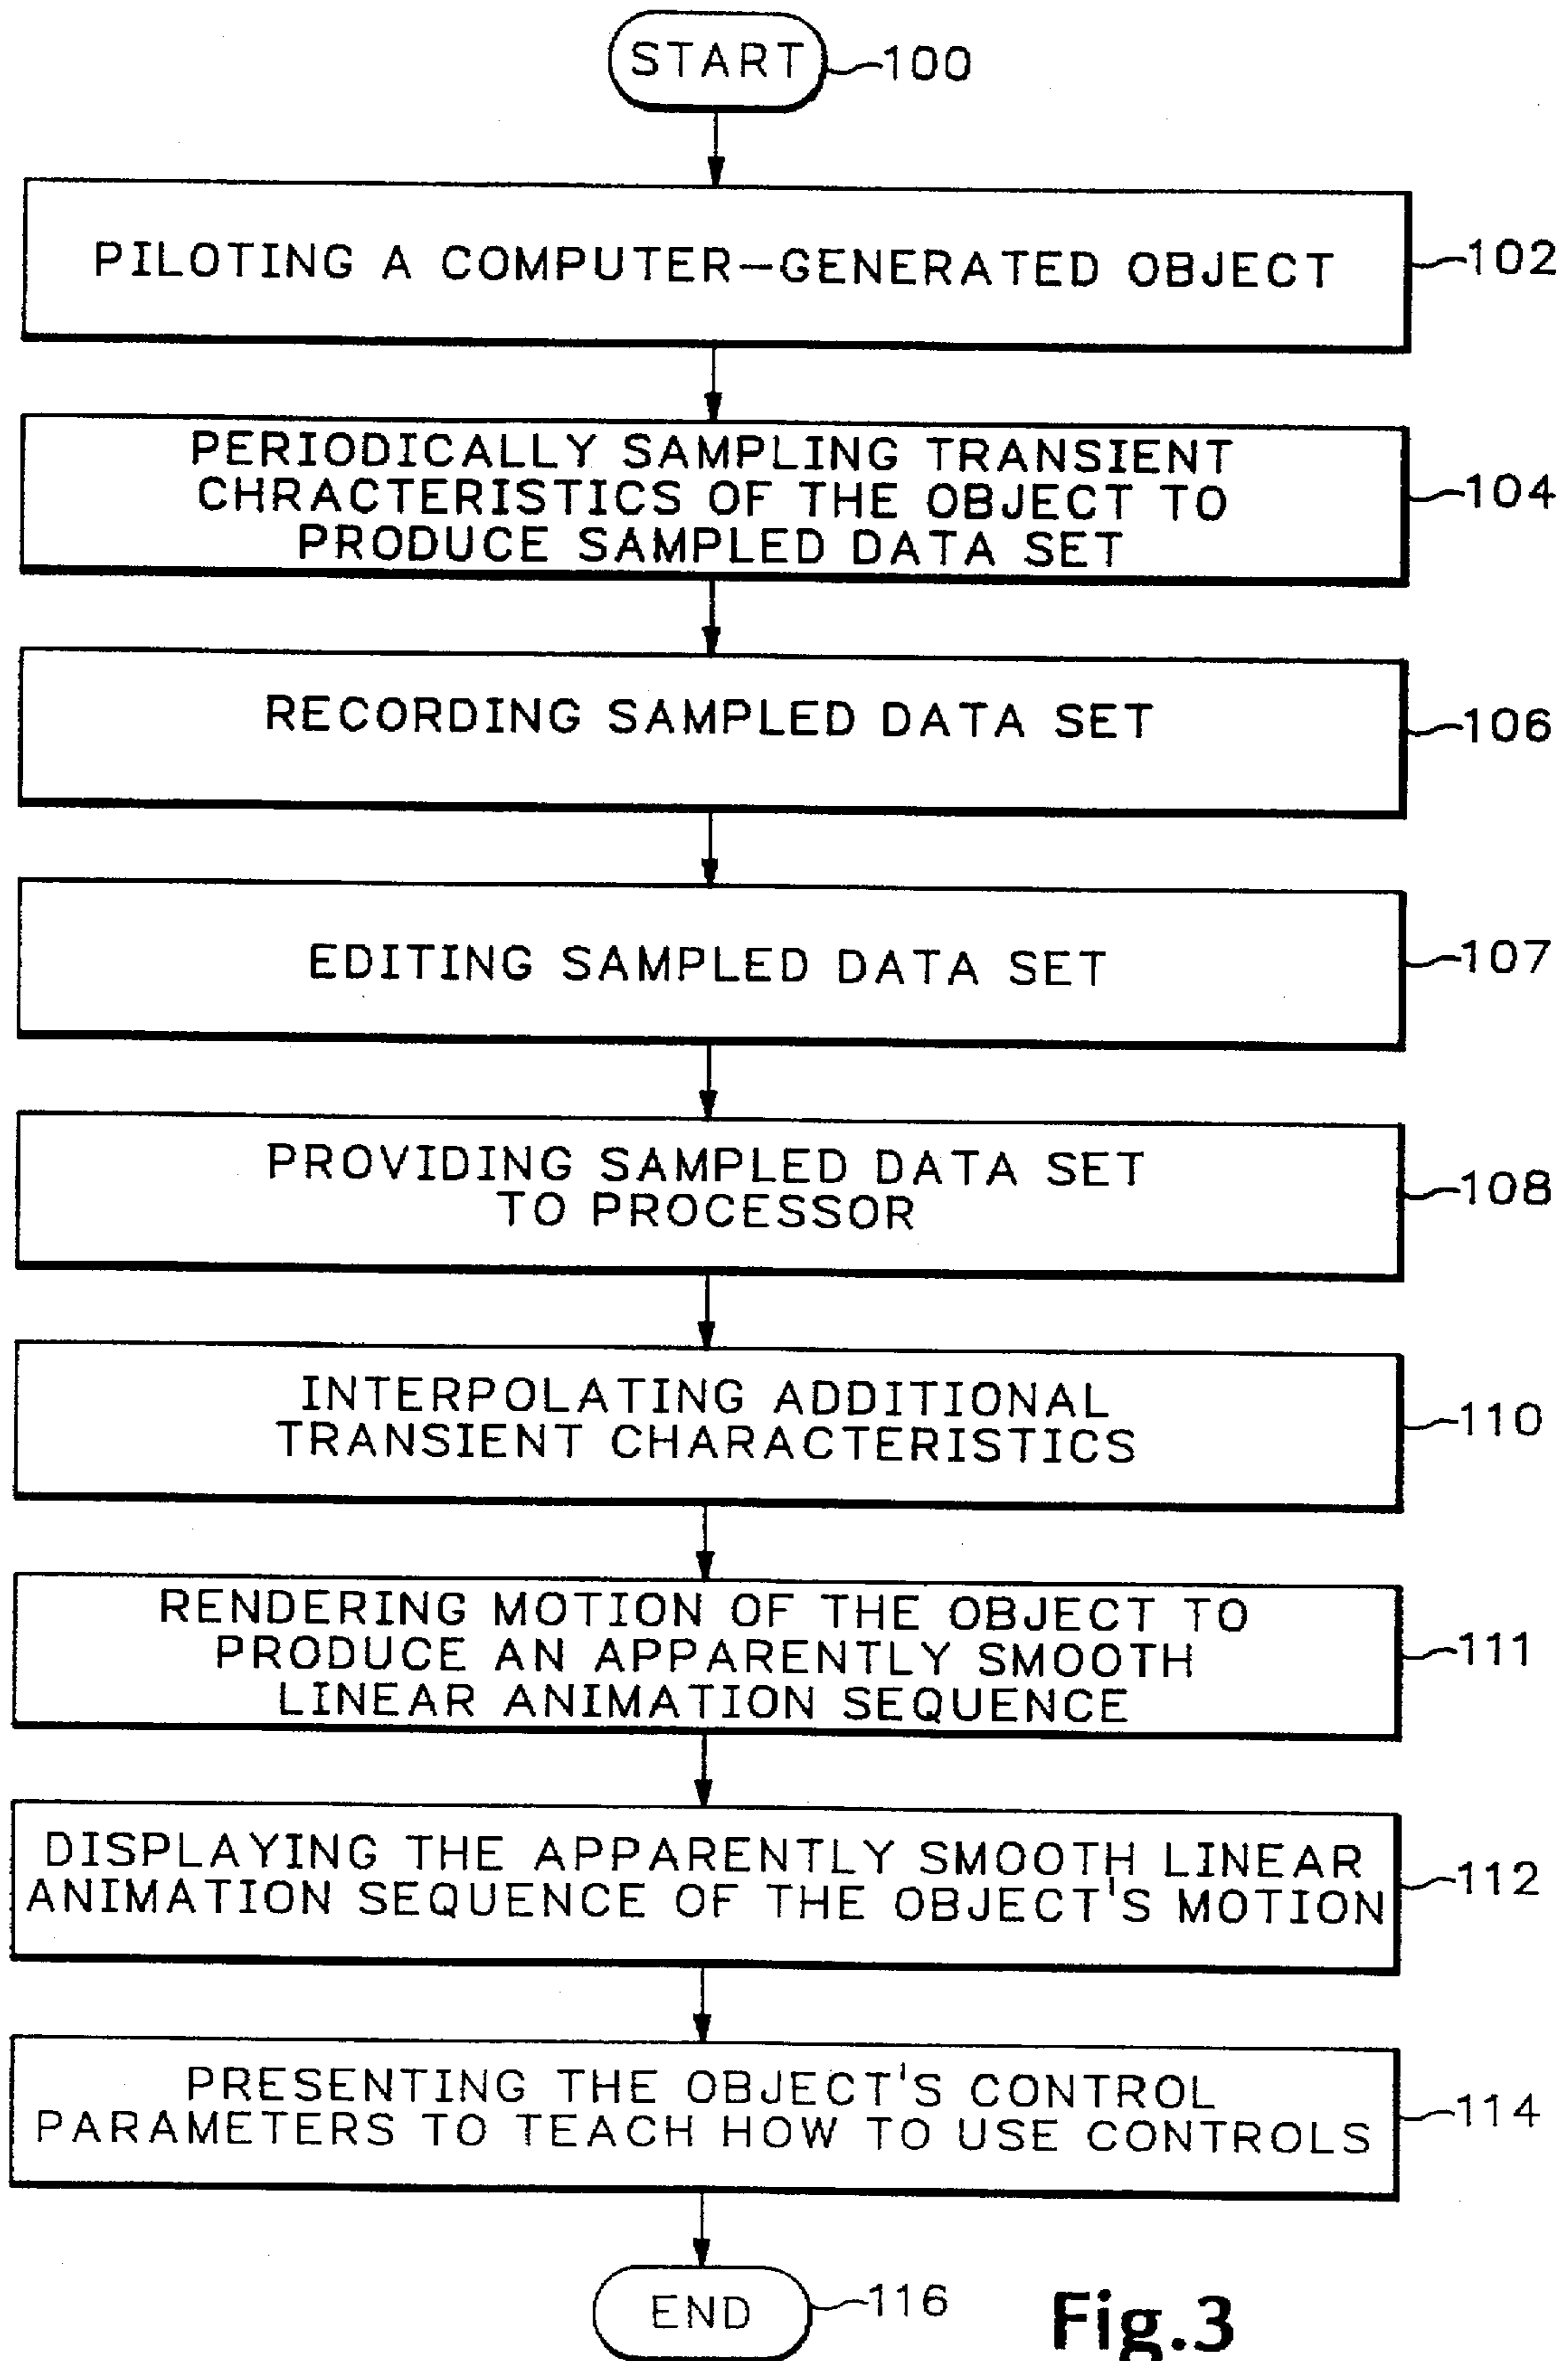 START 100
PILOTING A COMPUTER-GENERATED OBJECT 102
PERIODICALLY SAMPLING TRANSIENT
CHRACTERISTICS OF THE OBJECT TO 104
PRODUCE SAMPLED DATA SET
RECORDING SAMPLED DATA SET 106
EDITING SAMPLED DATA SET 107
PROVIDING SAMPLED DATA SET 108
TO PROCESSOR
INTERPOLATING ADDITIONAL 110
TRANSIENT CHARACTERISTICS
RENDERING MOTION OF THE OBJECT TO
PRODUCE AN APPARENTLY SMOOTH 111
LINEAR ANIMATION SEQUENCE
DISPLAYING THE APPARENTLY SMOOTH LINEAR 112
ANIMATION SEQUENCE OF THE OBJECT'S MOTION
PRESENTING THE OBJECT'S CONTROL 114
PARAMETERS TO TEACH HOW TO USE CONTROLS
END 116
Fig.3